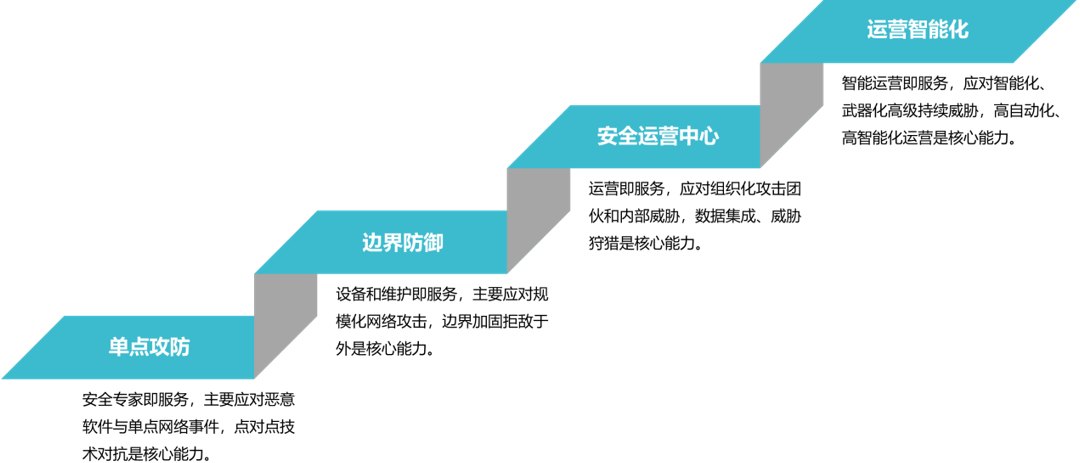 运营智能化
智能运营即服务，应对智能化、
武器化高级持续威胁，高自动化、
高智能化运营是核心能力。
安全运营中心
运营即服务，应对组织化攻击团
伙和内部威胁，数据集成、威胁
狩猎是核心能力。
边界防御
设备和维护即服务，主要应对规
模化网络攻击，边界加固拒敌于
外是核心能力。
单点攻防
安全专家即服务，主要应对恶意
软件与单点网络事件，点对点技
术对抗是核心能力。